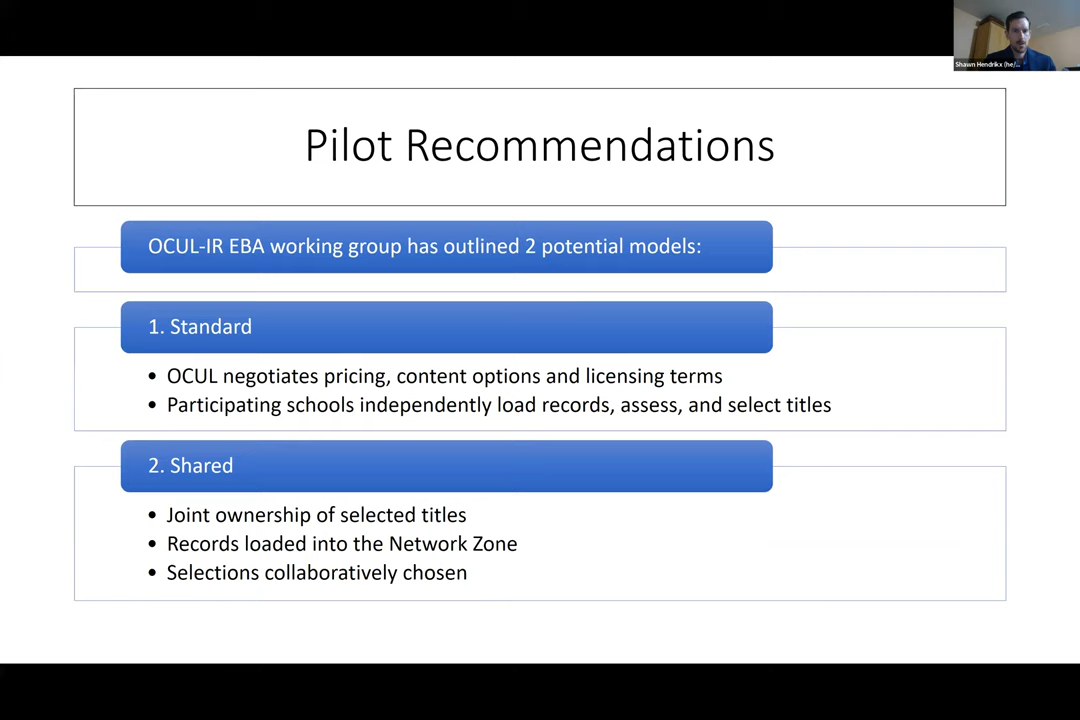 Shawn Hendrikx (he/...
Pilot Recommendations
OCUL-IR EBA working group has outlined 2 potential models:
1. Standard
• OCUL negotiates pricing, content options and licensing terms
• Participating schools independently load records, assess, and select titles
2. Shared
• Joint ownership of selected titles
• Records loaded into the Network Zone
• Selections collaboratively chosen